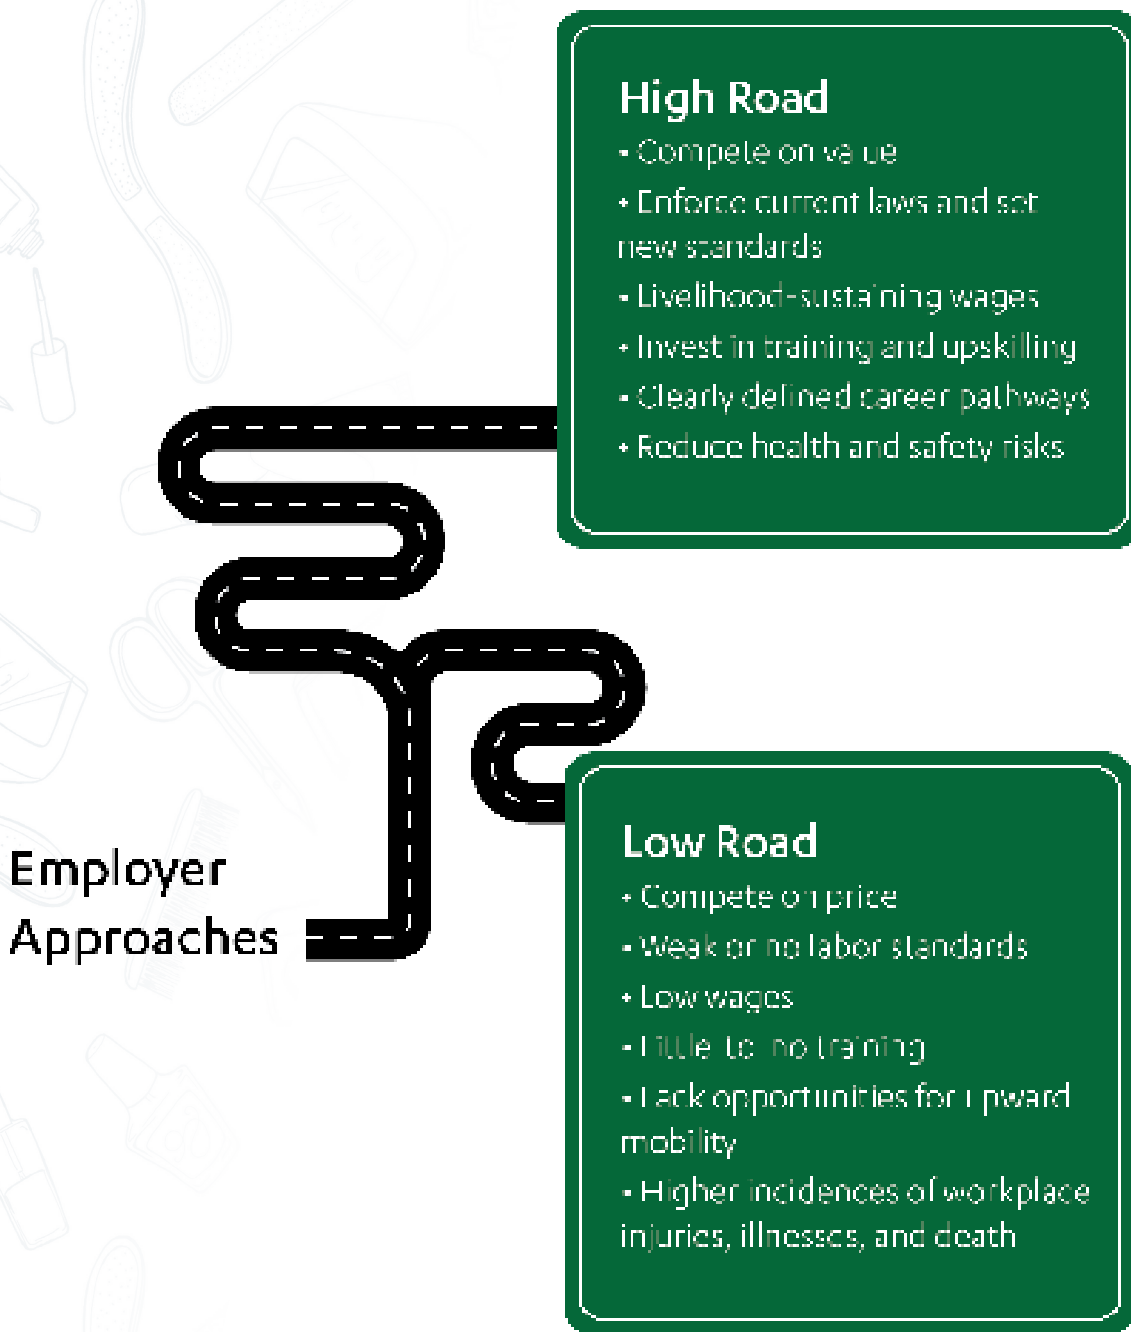 High Road
• Compete on value
• Enforce current laws and set
new standards
• Livelihood-sustaining wages
• Invest in training and upskilling
• Clearly defined career pathways
• Reduce health and safety risks
Employer
Approaches
Low Road
• Compete on price
• Weak or no labor standards
• Low wages
• Little to no training
• Lack opportunities for upward
mobility
• Higher incidences of workplace
injuries, illnesses, and death